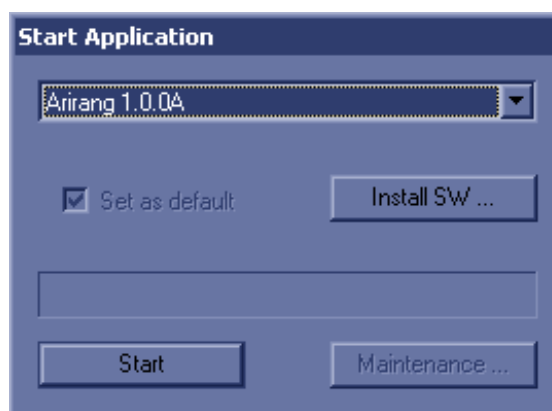 Start Application
Arirang 1.0.0A
Set as default
Install SW ...
Start
Maintenance ...